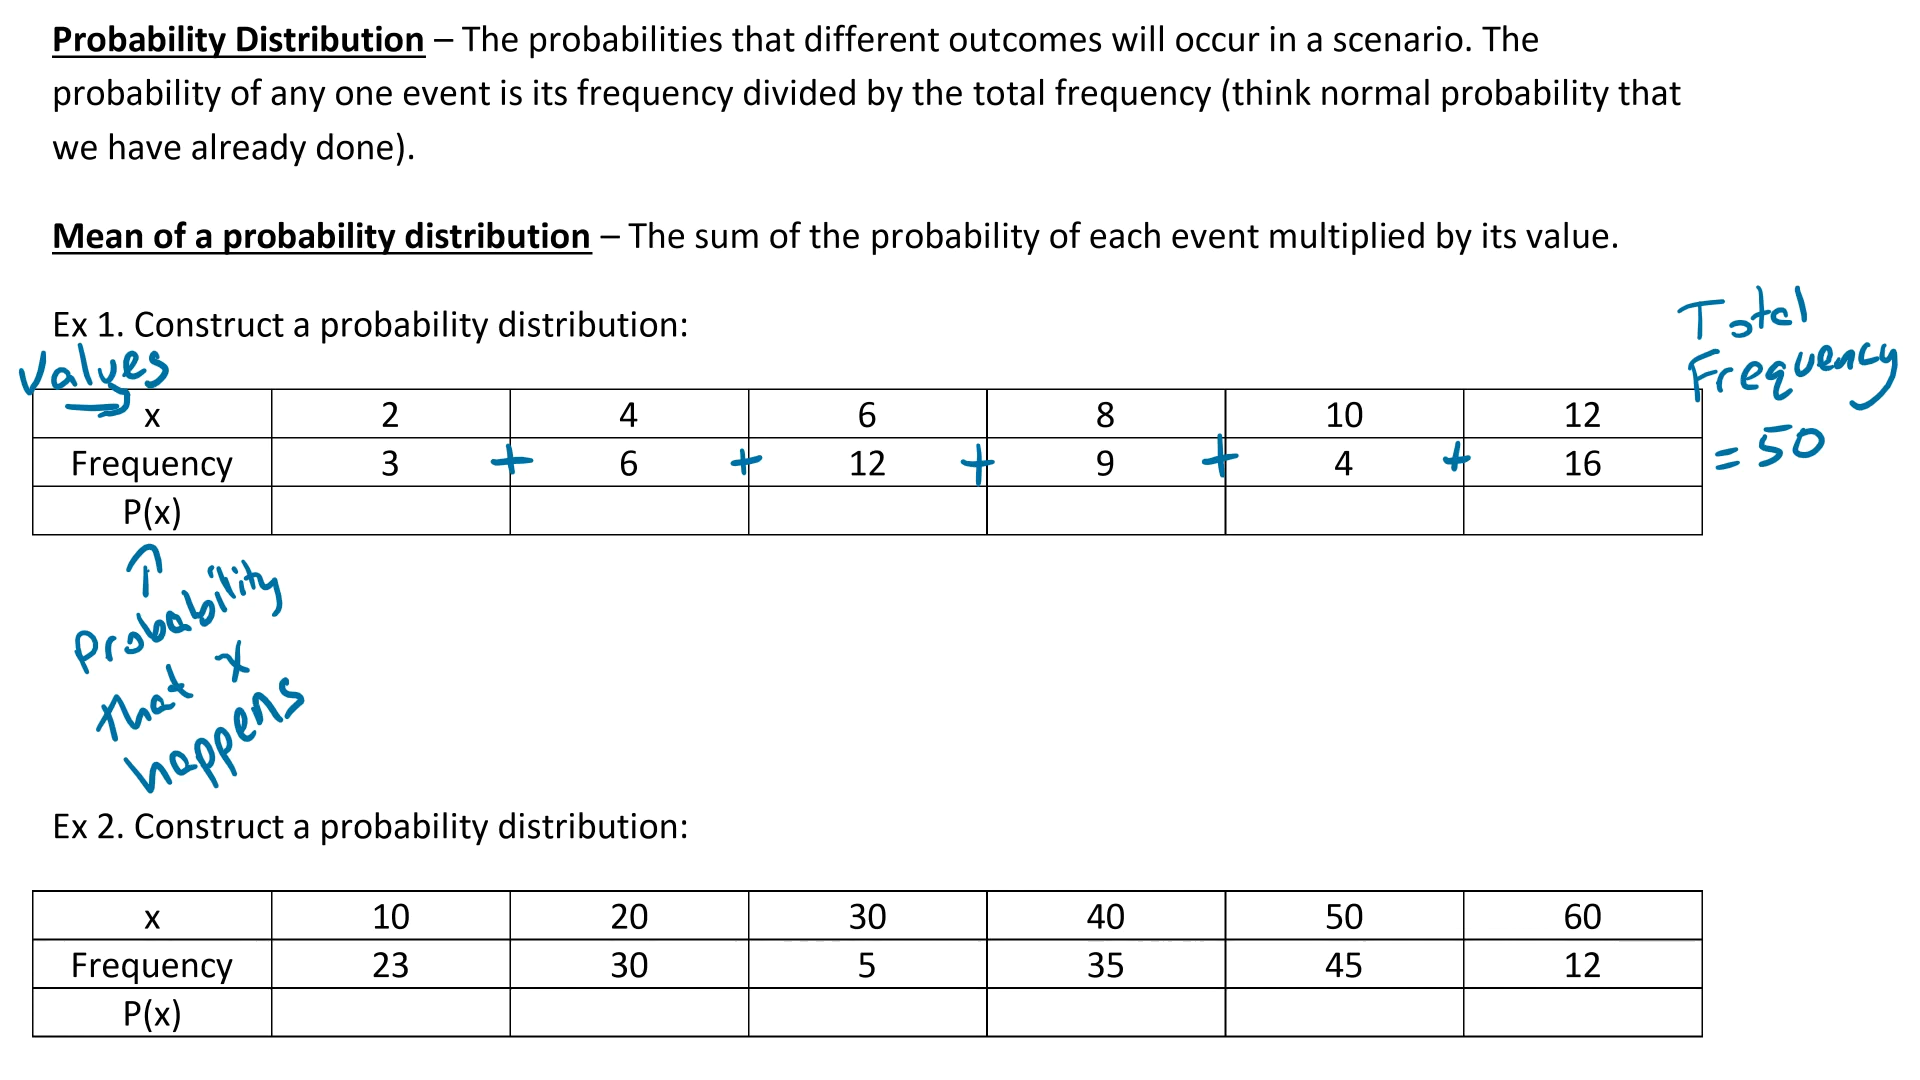 Probability Distribution – The probabilities that different outcomes will occur in a scenario. The
probability of any one event is its frequency divided by the total frequency (think normal probability that
we have already done).
Mean of a probability distribution – The sum of the probability of each event multiplied by its value.
Ex 1. Construct a probability distribution:
Total
Frequency
= 50
Values
x 2 4 6 8 10 12
Frequency 3 + 6 + 12 + 9 + 4 + 16
P(x)
Probability
that x
happens
Ex 2. Construct a probability distribution:
x 10 20 30 40 50 60
Frequency 23 30 5 35 45 12
P(x)